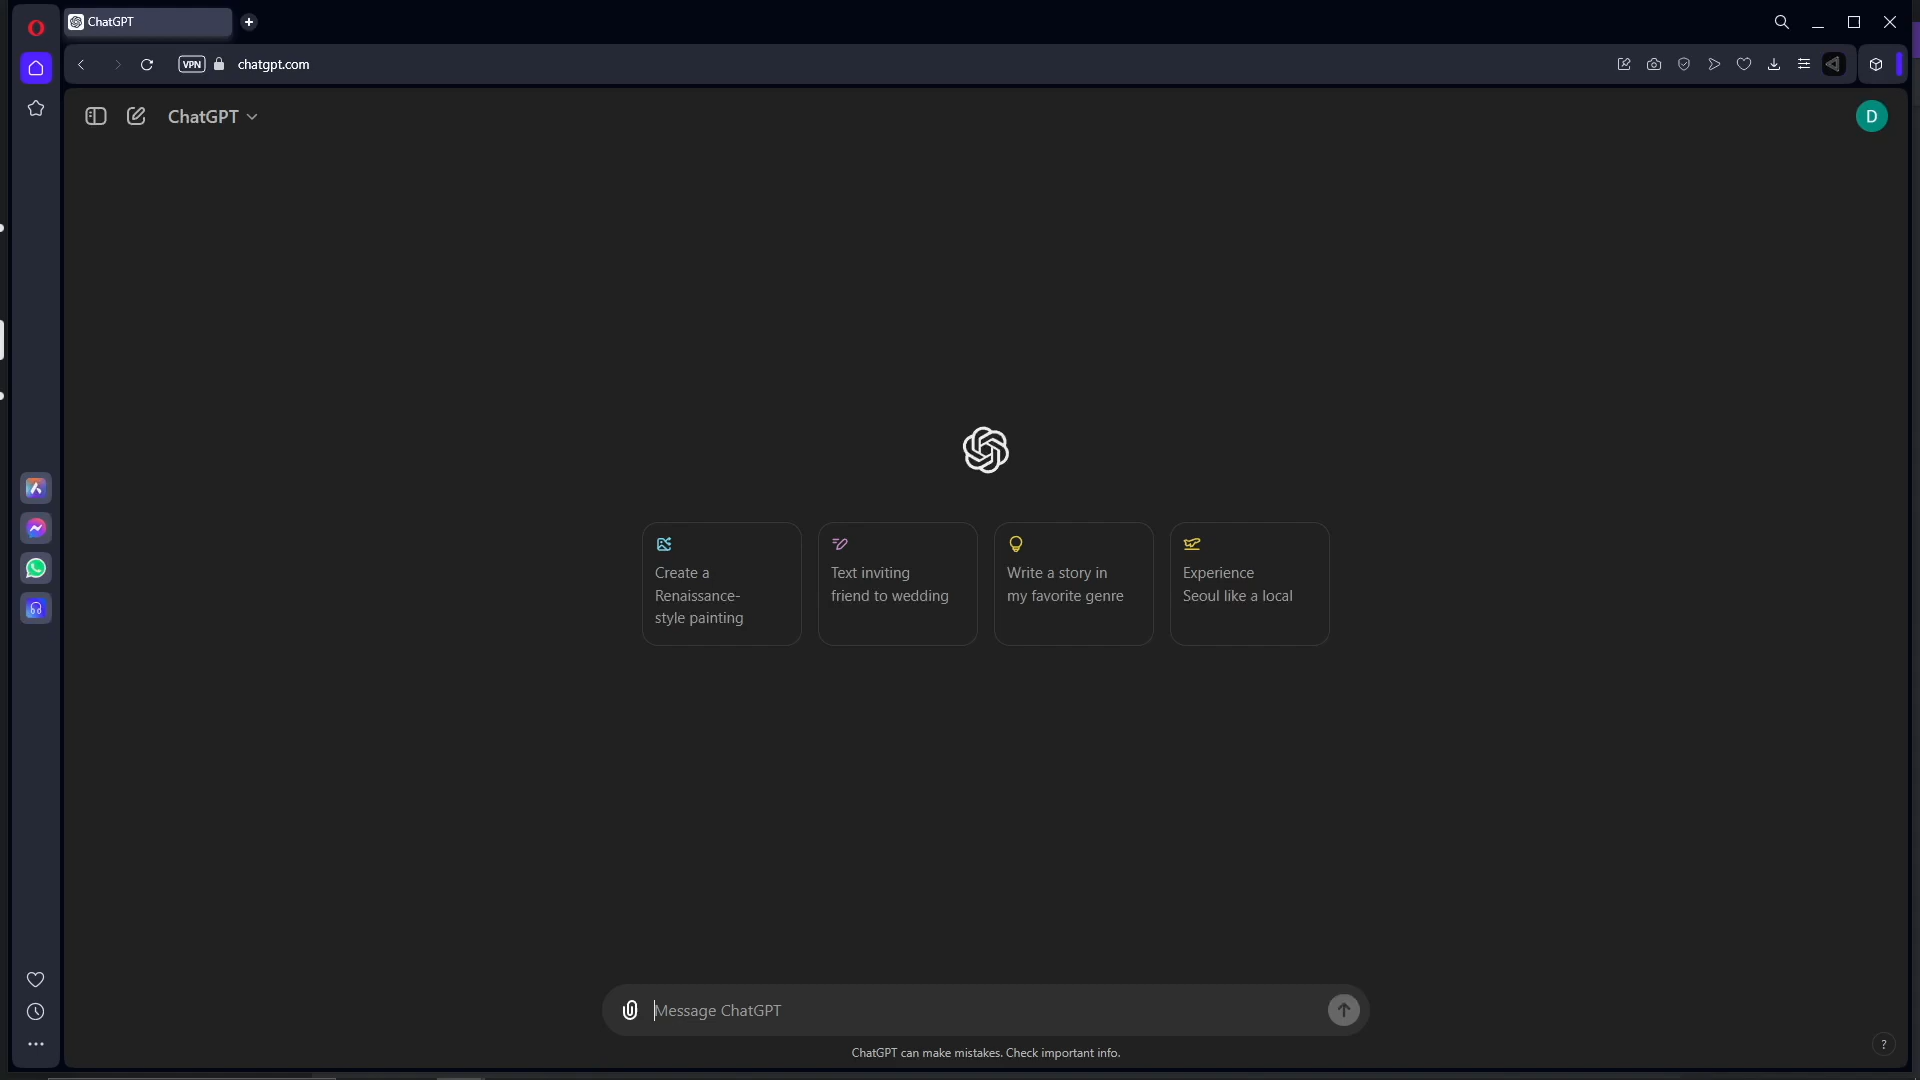 ChatGPT
VPN
chatgpt.com
ChatGPT
D
Create a
Renaissance-
style painting
Text inviting
friend to wedding
Write a story in
my favorite genre
Experience
Seoul like a local
Message ChatGPT
ChatGPT can make mistakes. Check important info.
?